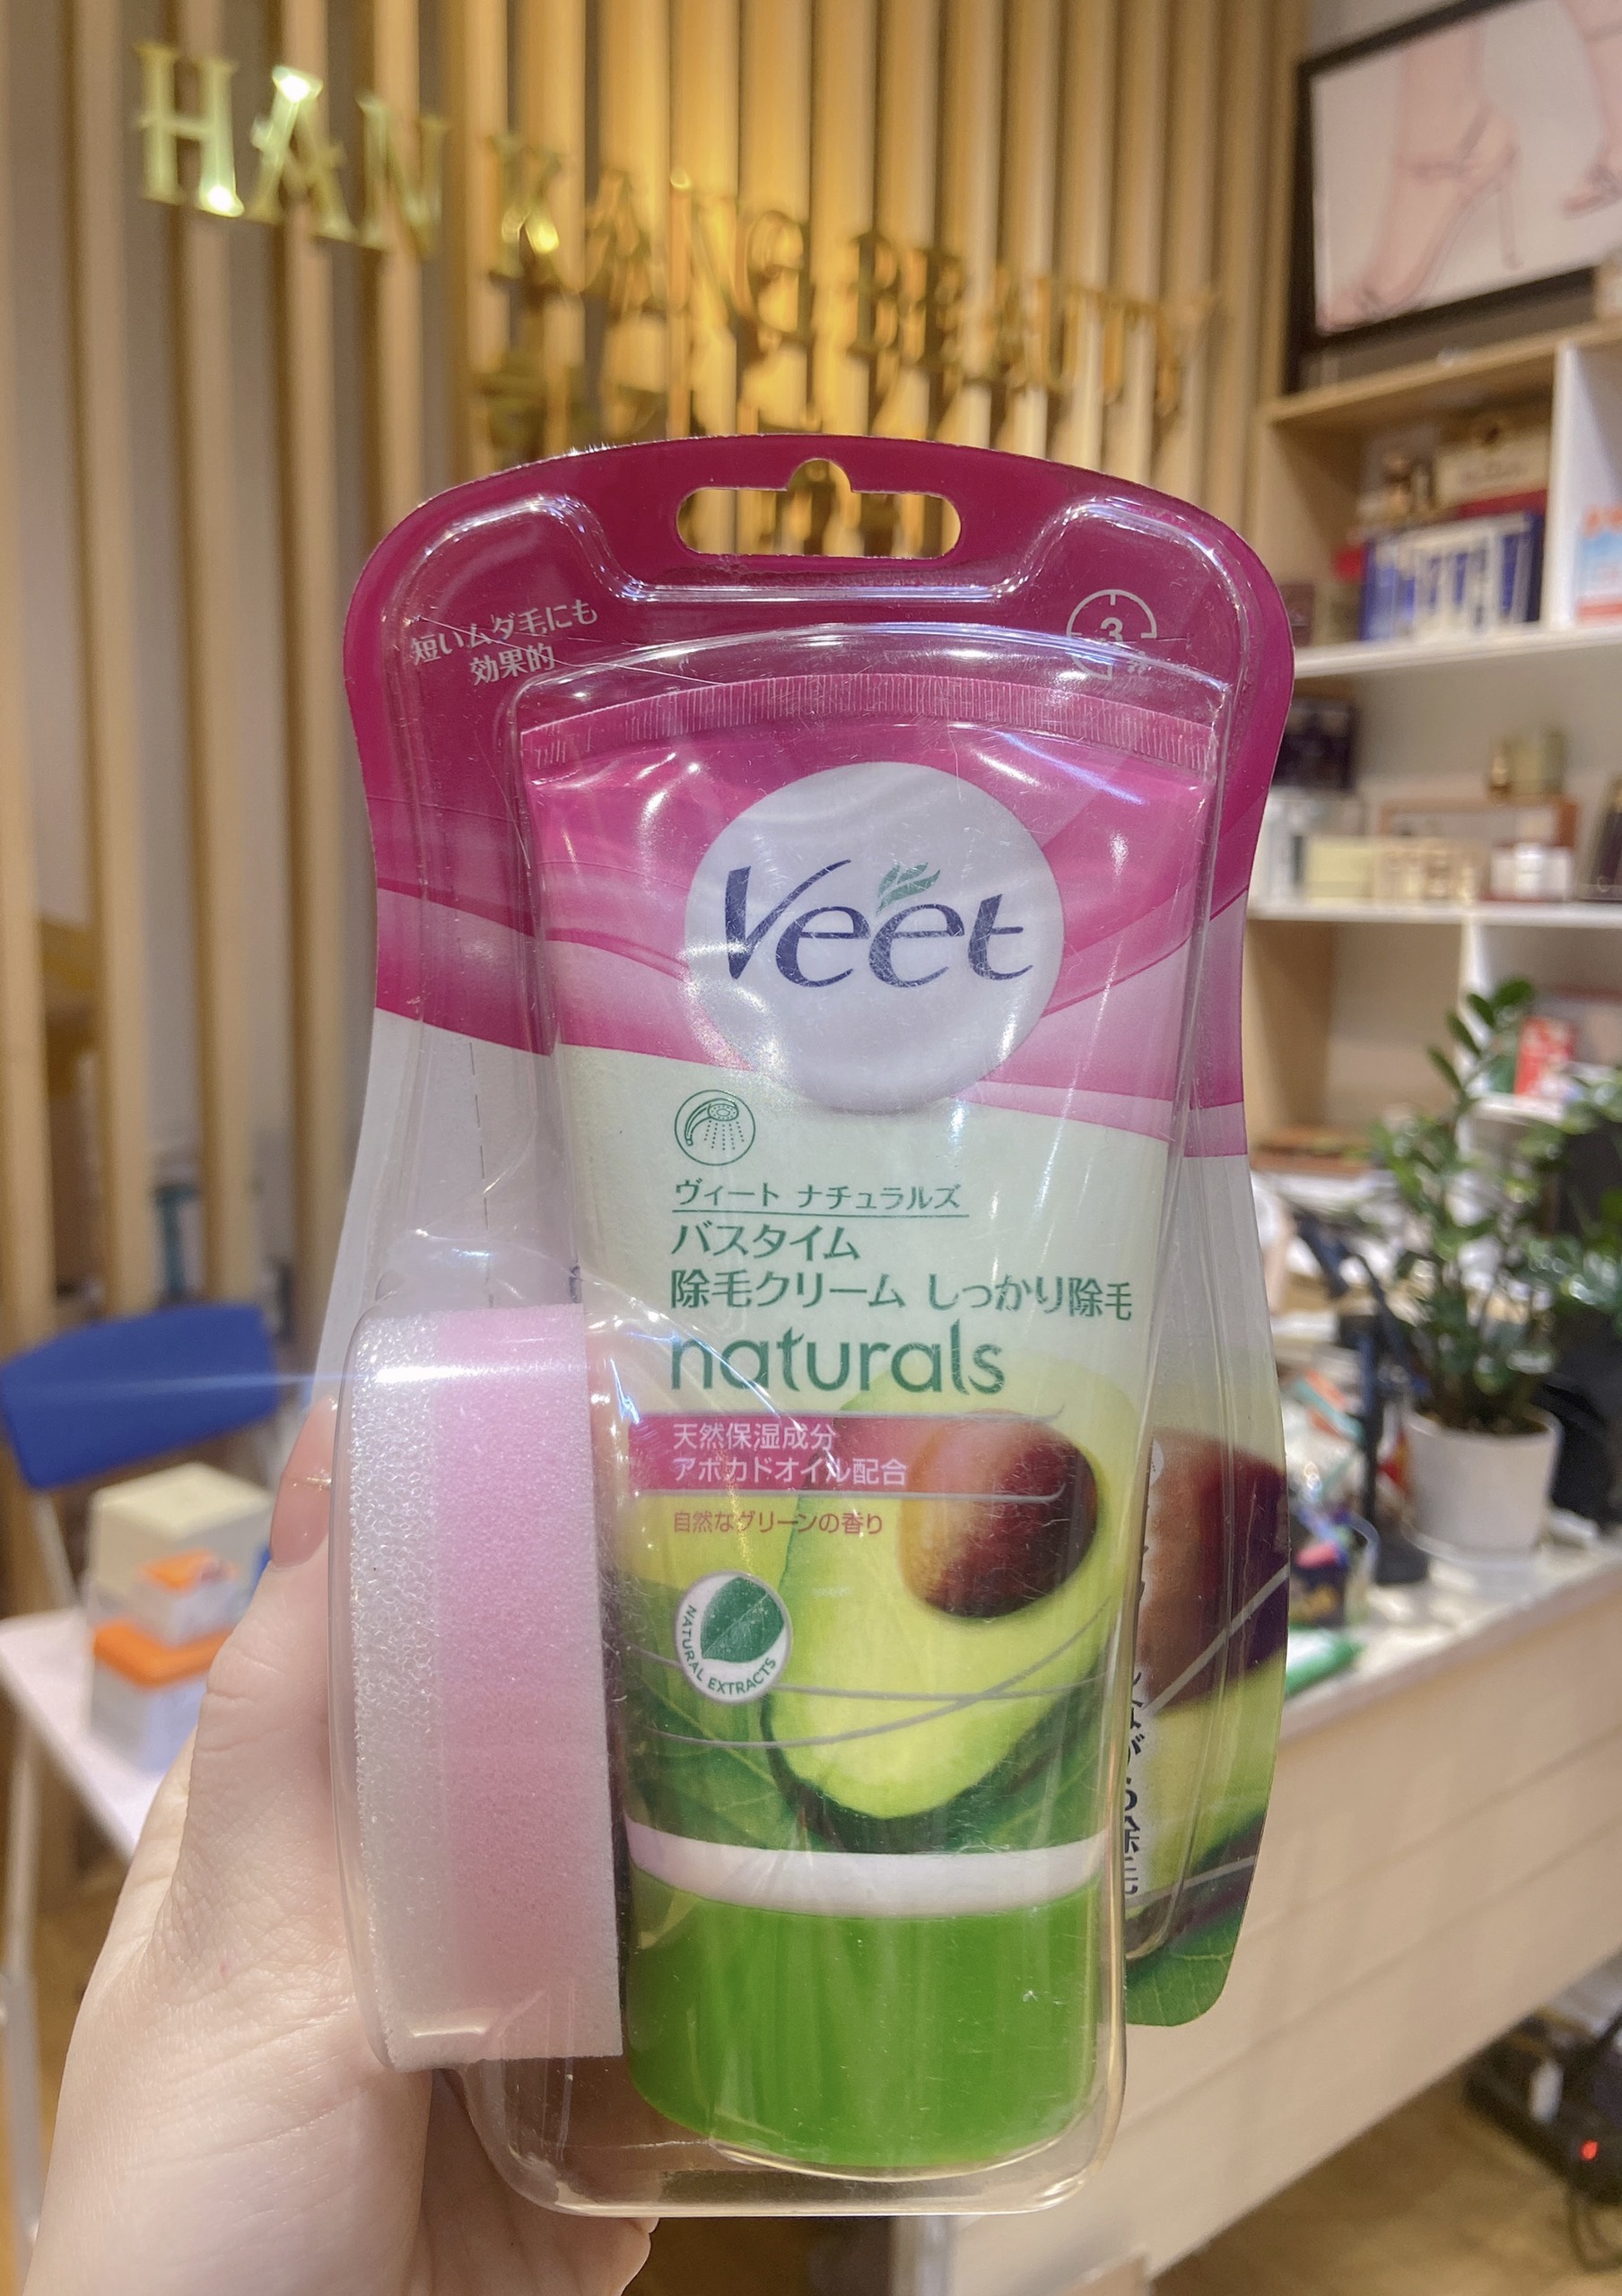 HAN KANG BEAUTY
短いムダ毛にも
効果的
3
Veet
ヴィート ナチュラルズ
バスタイム
除毛クリーム しっかり除毛
naturals
天然保湿成分
アボカドオイル配合
自然なグリーンの香り
NATURAL EXTRACTS